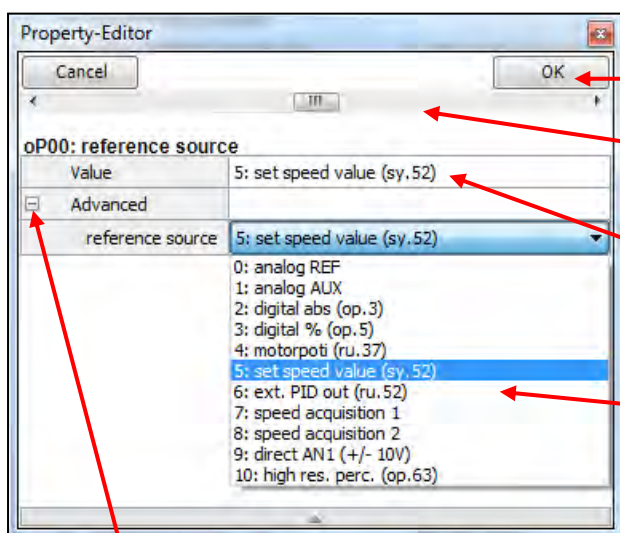 Property-Editor
Cancel OK
oP00: reference source
Value 5: set speed value (sy.52)
Advanced
reference source 5: set speed value (sy.52)
0: analog REF
1: analog AUX
2: digital abs (op.3)
3: digital % (op.5)
4: motorpoti (ru.37)
5: set speed value (sy.52)
6: ext. PID out (ru.52)
7: speed acquisition 1
8: speed acquisition 2
9: direct AN1 (+/- 10V)
10: high res. perc. (op.63)